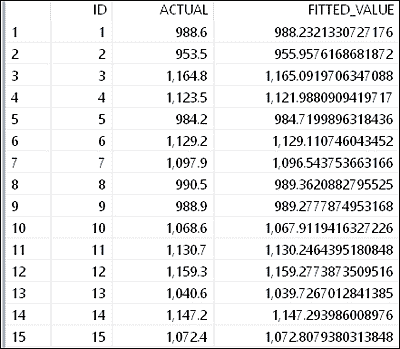 ID ACTUAL FITTED_VALUE
1 1 988.6 988.2321330727176
2 2 953.5 955.9576168681872
3 3 1,164.8 1,165.0919706347088
4 4 1,123.5 1,121.9880909419717
5 5 984.2 984.7199896318436
6 6 1,129.2 1,129.110746043452
7 7 1,097.9 1,096.543753663166
8 8 990.5 989.3620882795525
9 9 988.9 989.2777874953168
10 10 1,068.6 1,067.9119416327226
11 11 1,130.7 1,130.2464395180848
12 12 1,159.3 1,159.2773873509516
13 13 1,040.6 1,039.7267012841385
14 14 1,147.2 1,147.293986008976
15 15 1,072.4 1,072.8079380313848